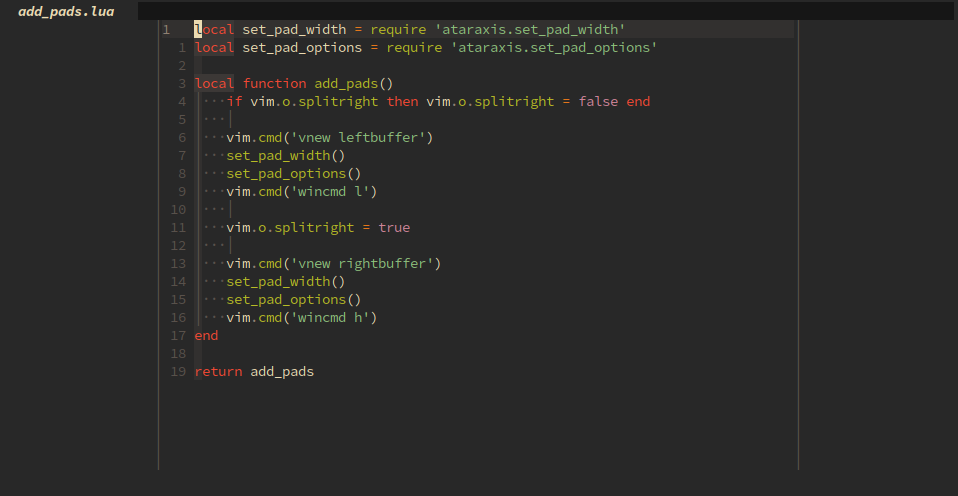 add_pads.lua
1 local set_pad_width = require 'ataraxis.set_pad_width'
1 local set_pad_options = require 'ataraxis.set_pad_options'
2
3 local function add_pads()
4 ····if vim.o.splitright then vim.o.splitright = false end
5 ····
6 ····vim.cmd('vnew leftbuffer')
7 ····set_pad_width()
8 ····set_pad_options()
9 ····vim.cmd('wincmd l')
10 ····
11 ····vim.o.splitright = true
12 ····
13 ····vim.cmd('vnew rightbuffer')
14 ····set_pad_width()
15 ····set_pad_options()
16 ····vim.cmd('wincmd h')
17 end
18
19 return add_pads